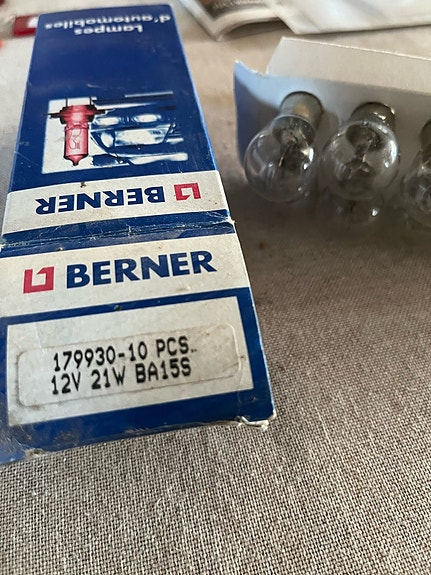 Lampes
d'automobiles
BERNER
BERNER
179930-10 PCS.
12V 21W BA15S